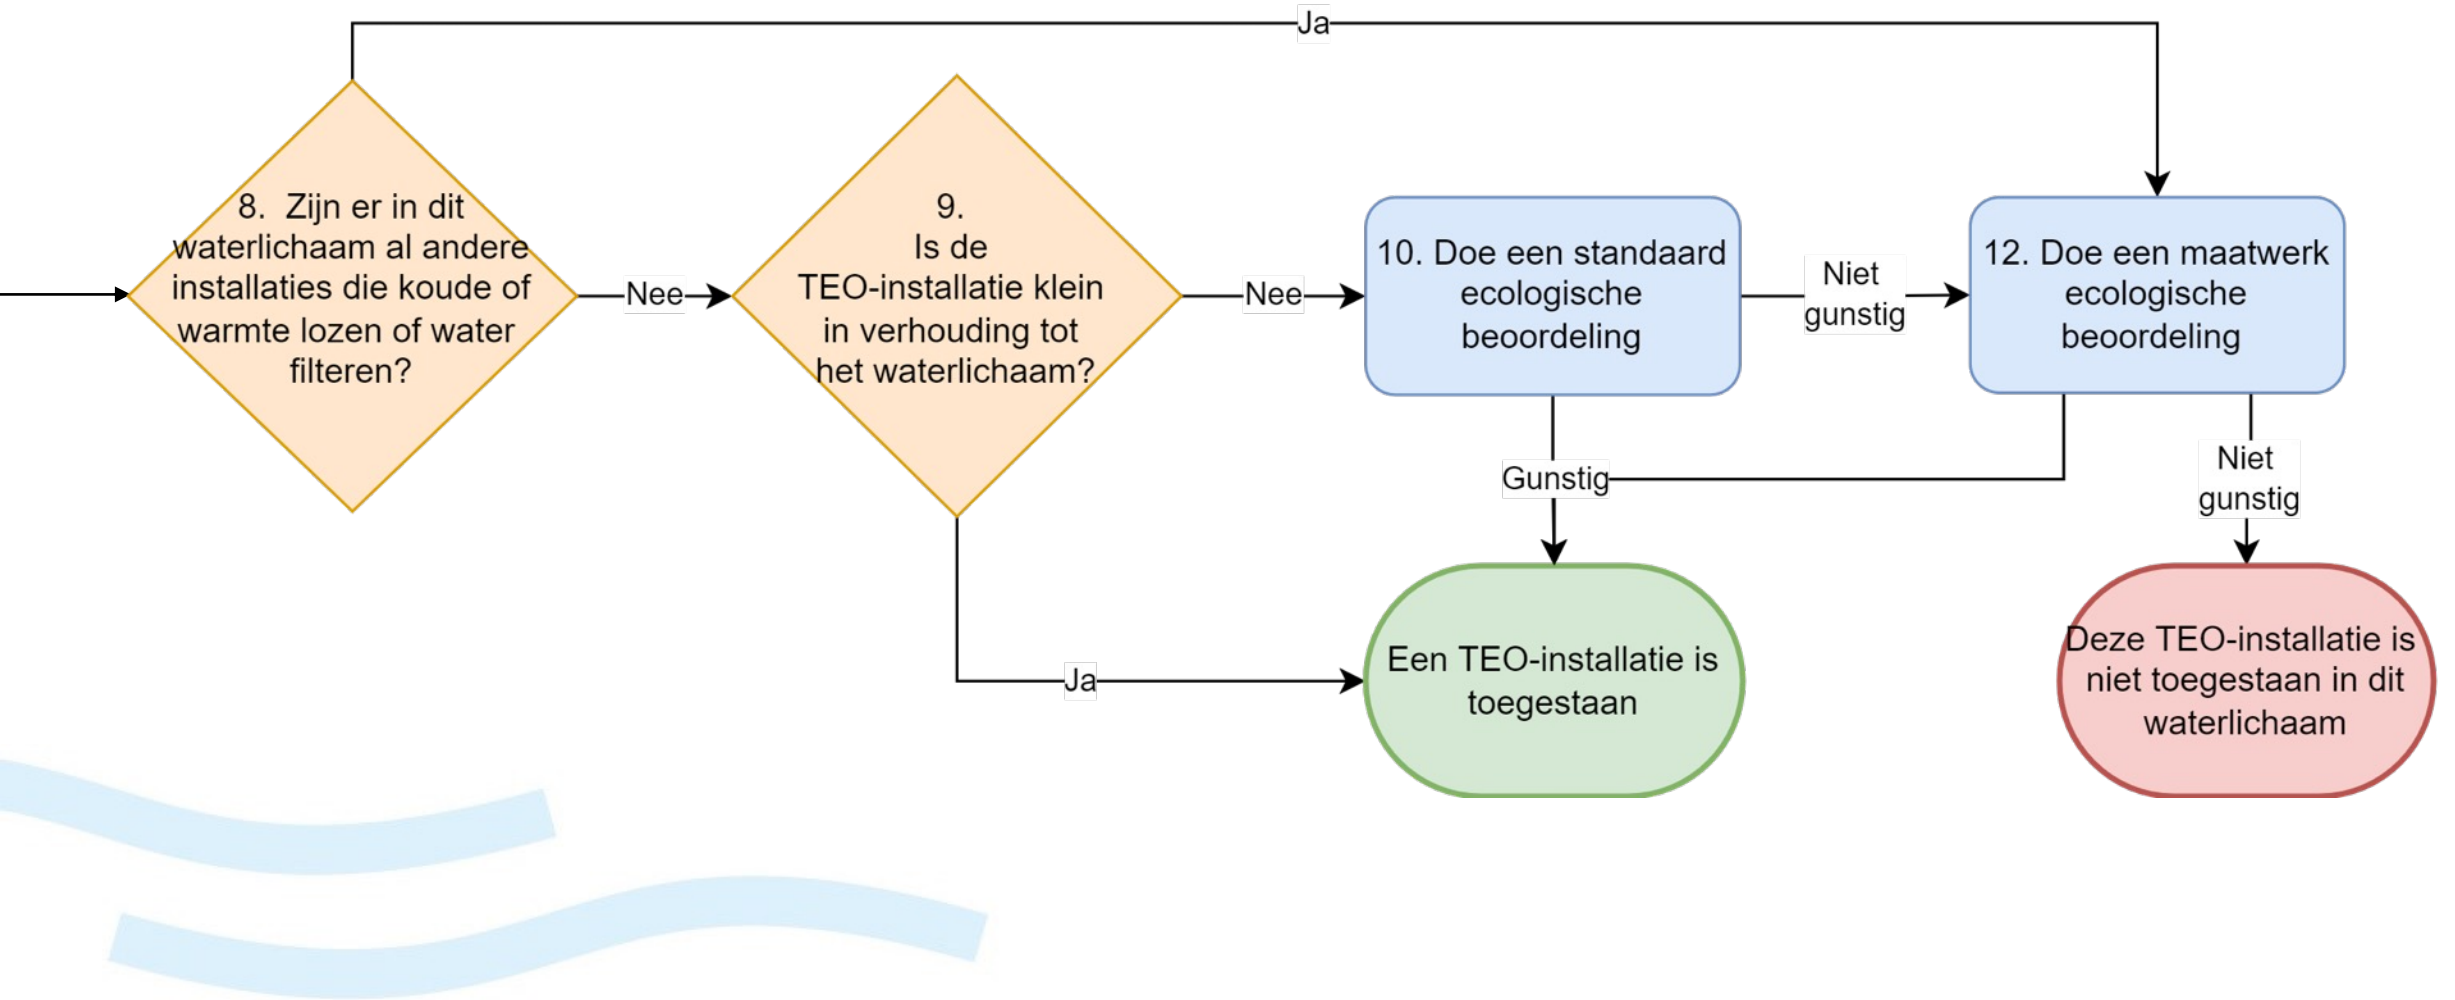 Ja
8. Zijn er in dit
waterlichaam al andere
installaties die koude of
warmte lozen of water
filteren?
Nee
9.
Is de
TEO-installatie klein
in verhouding tot
het waterlichaam?
Nee
10. Doe een standaard
ecologische
beoordeling
Niet
gunstig
12. Doe een maatwerk
ecologische
beoordeling
Gunstig
Niet
gunstig
Ja
Een TEO-installatie is
toegestaan
Deze TEO-installatie is
niet toegestaan in dit
waterlichaam